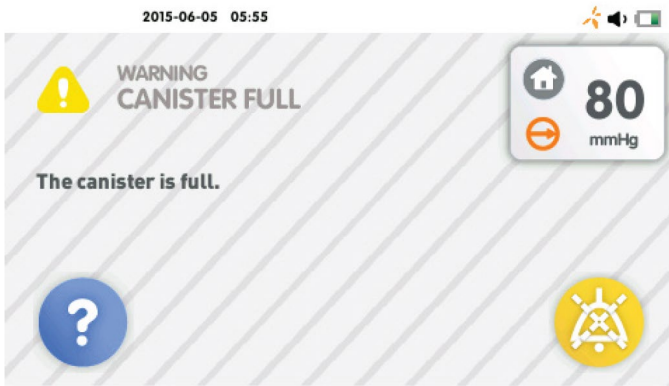 2015-06-05 05:55
WARNING
CANISTER FULL
80
mmHg
The canister is full.
?